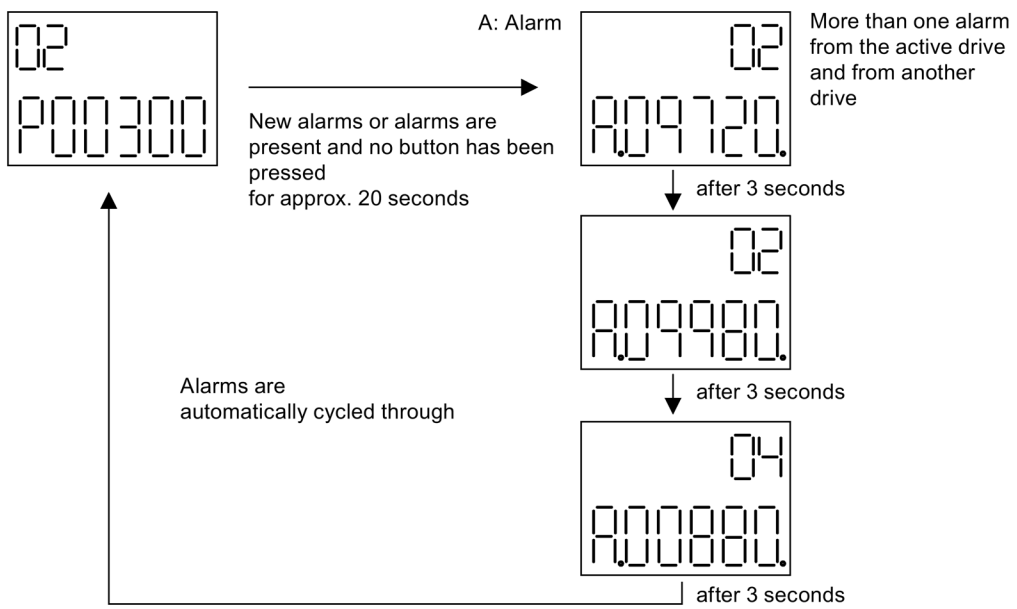 02
P00300
A: Alarm
02
A.09720.
More than one alarm
from the active drive
and from another
drive
New alarms or alarms are
present and no button has been
pressed
for approx. 20 seconds
after 3 seconds
02
A.09980.
after 3 seconds
Alarms are
automatically cycled through
04
A.00880.
after 3 seconds